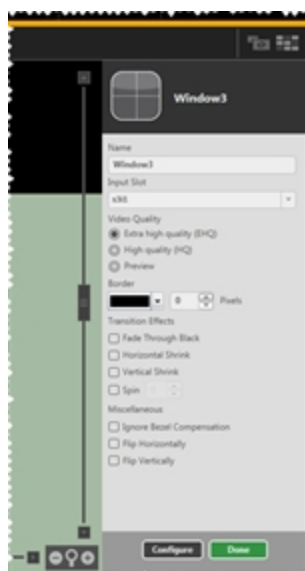 Window3
Name
Window3
Input Slot
s3i1
Video Quality
Extra high quality (EHQ)
High quality (HQ)
Preview
Border
0 Pixels
Transition Effects
Fade Through Black
Horizontal Shrink
Vertical Shrink
Spin
Miscellaneous
Ignore Bezel Compensation
Flip Horizontally
Flip Vertically
Configure Done